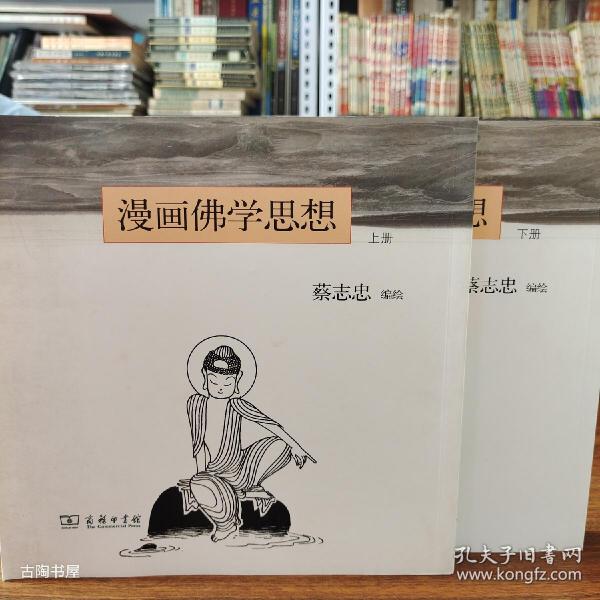 漫画佛学思想
上册
蔡志忠 编绘
商务印书馆
The Commercial Press
想
下册
蔡志忠 编绘
古陶书屋
孔夫子旧书网
www.kongfz.com